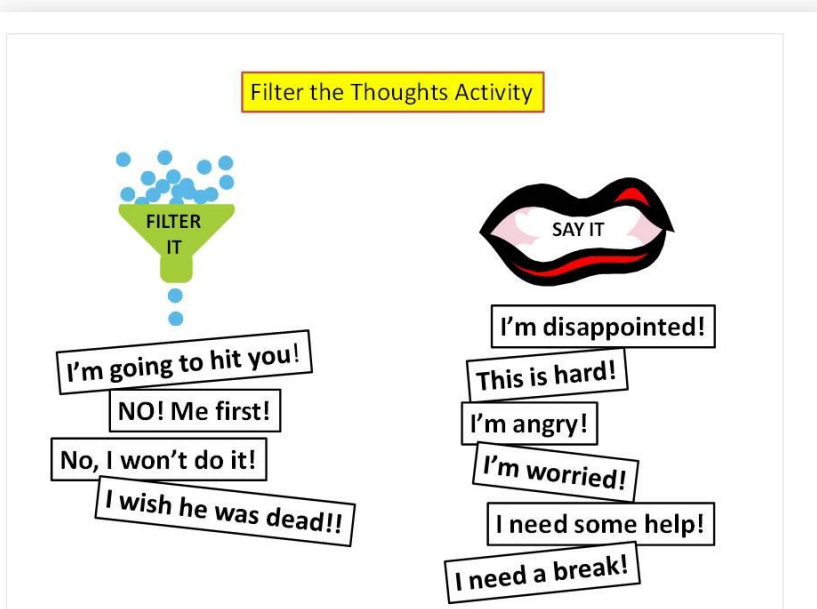 Filter the Thoughts Activity
FILTER
IT
I'm going to hit you!
NO! Me first!
No, I won't do it!
I wish he was dead!!
SAY IT
I'm disappointed!
This is hard!
I'm angry!
I'm worried!
I need some help!
I need a break!